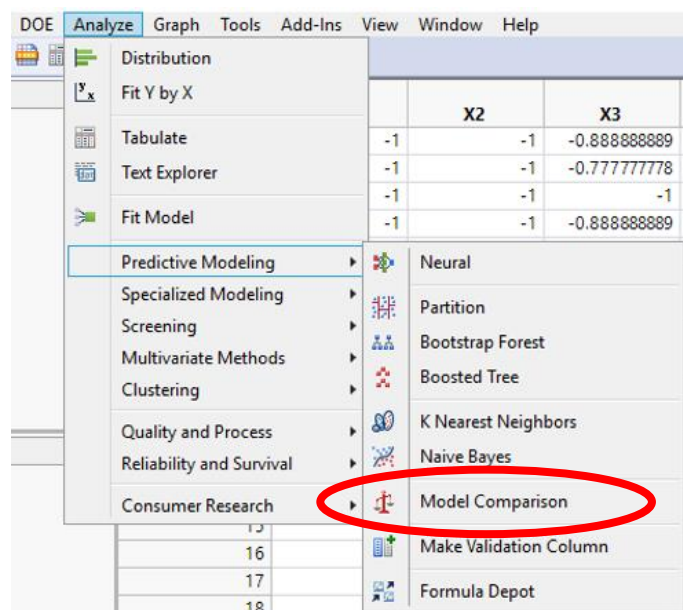 DOE Analyze Graph Tools Add-Ins View Window Help
Distribution
Fit Y by X
Tabulate
Text Explorer
Fit Model
Predictive Modeling
Specialized Modeling
Screening
Multivariate Methods
Clustering
Quality and Process
Reliability and Survival
Consumer Research
X2 X3
-1 -1 -0.888888889
-1 -1 -0.777777778
-1 -1 -1
-1 -1 -0.888888889
Neural
Partition
Bootstrap Forest
Boosted Tree
K Nearest Neighbors
Naive Bayes
Model Comparison
Make Validation Column
Formula Depot
15
16
17
18